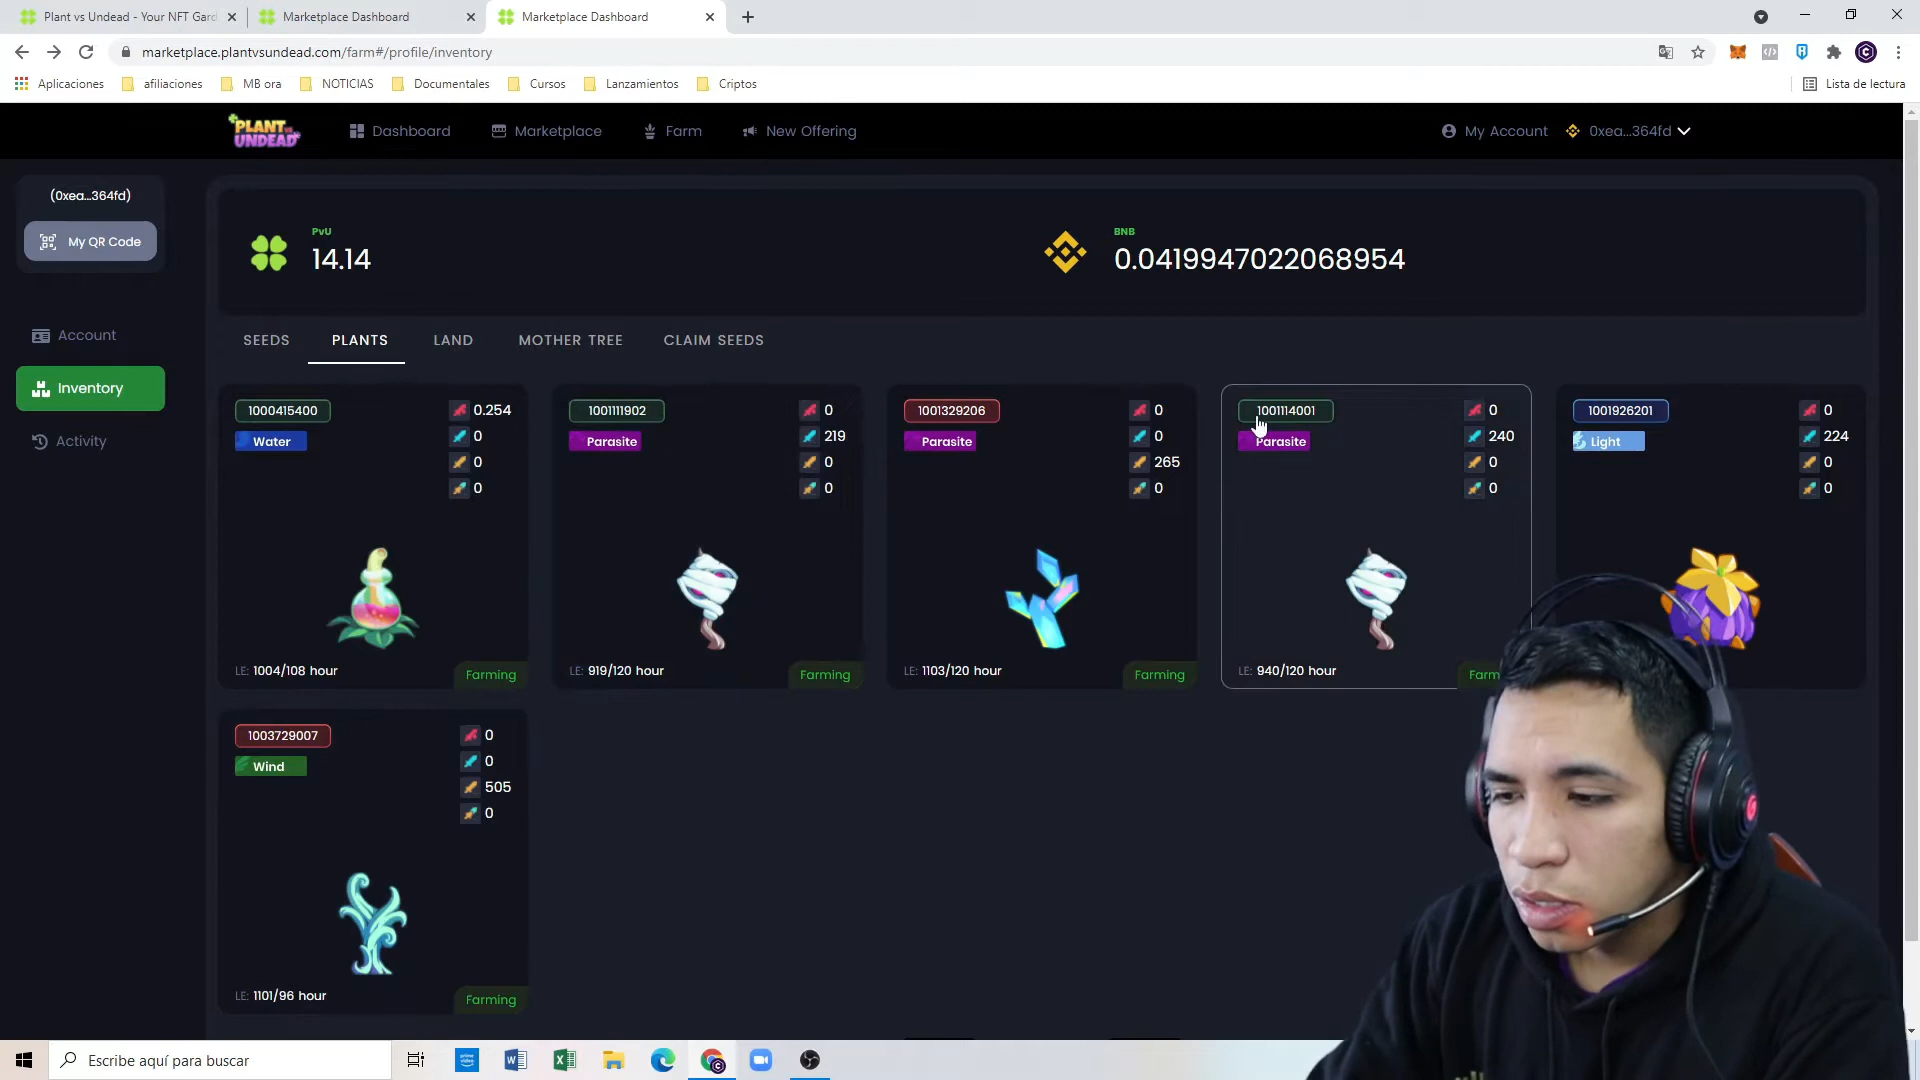 Plant vs Undead - Your NFT Gard
Marketplace Dashboard
Marketplace Dashboard
marketplace.plantvsundead.com/farm#/profile/inventory
Aplicaciones
afiliaciones
MB ora
NOTICIAS
Documentales
Cursos
Lanzamientos
Criptos
Lista de lectura
PLANT VS UNDEAD
Dashboard
Marketplace
Farm
New Offering
My Account
0xea...364fd
(0xea...364fd)
My QR Code
Account
Inventory
Activity
PvU
14.14
BNB
0.0419947022068954
SEEDS
PLANTS
LAND
MOTHER TREE
CLAIM SEEDS
1000415400
Water
0.254
0
0
0
LE: 1004/108 hour
Farming
1001111902
Parasite
0
219
0
0
LE: 919/120 hour
Farming
1001329206
Parasite
0
0
265
0
LE: 1103/120 hour
Farming
1001114001
Parasite
0
240
0
0
LE: 940/120 hour
Farm
1001926201
Light
0
224
0
0
1003729007
Wind
0
0
505
0
LE: 1101/96 hour
Farming
Escribe aquí para buscar